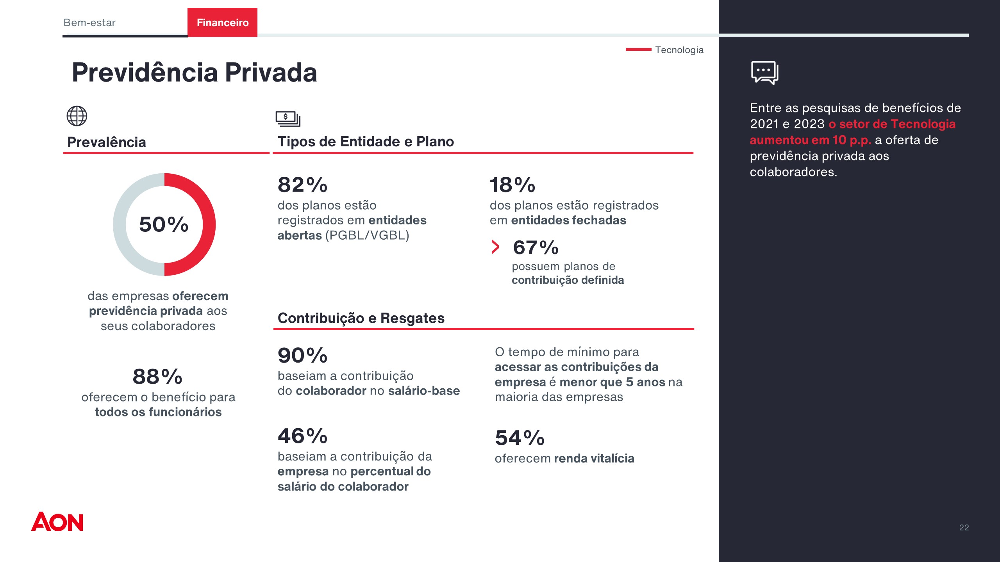 Bem-estar
Financeiro
Tecnologia
Previdência Privada
Prevalência
50%
das empresas oferecem
previdência privada aos
seus colaboradores
88%
oferecem o benefício para
todos os funcionários
$
Tipos de Entidade e Plano
82%
dos planos estão
registrados em entidades
abertas (PGBL/VGBL)
18%
dos planos estão registrados
em entidades fechadas
67%
possuem planos de
contribuição definida
Contribuição e Resgates
90%
baseiam a contribuição
do colaborador no salário-base
46%
baseiam a contribuição da
empresa no percentual do
salário do colaborador
O tempo de mínimo para
acessar as contribuições da
empresa é menor que 5 anos na
maioria das empresas
54%
oferecem renda vitalícia
Entre as pesquisas de benefícios de
2021 e 2023 o setor de Tecnologia
aumentou em 10 p.p. a oferta de
previdência privada aos
colaboradores.
AON
22